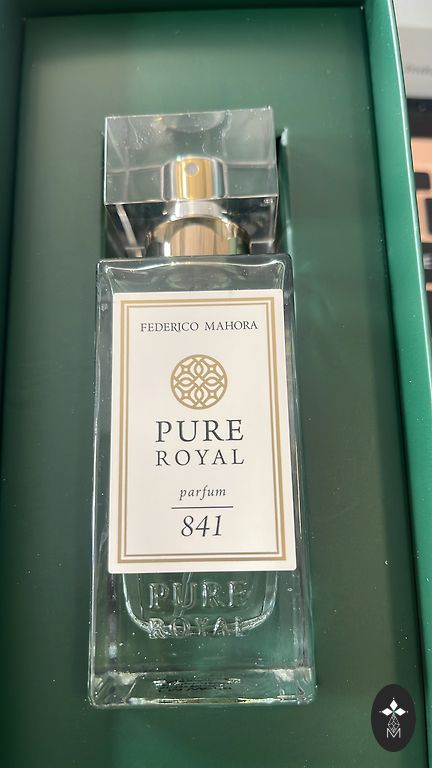 FEDERICO MAHORA
PURE
ROYAL
parfum
841
PURE
ROYAL
M